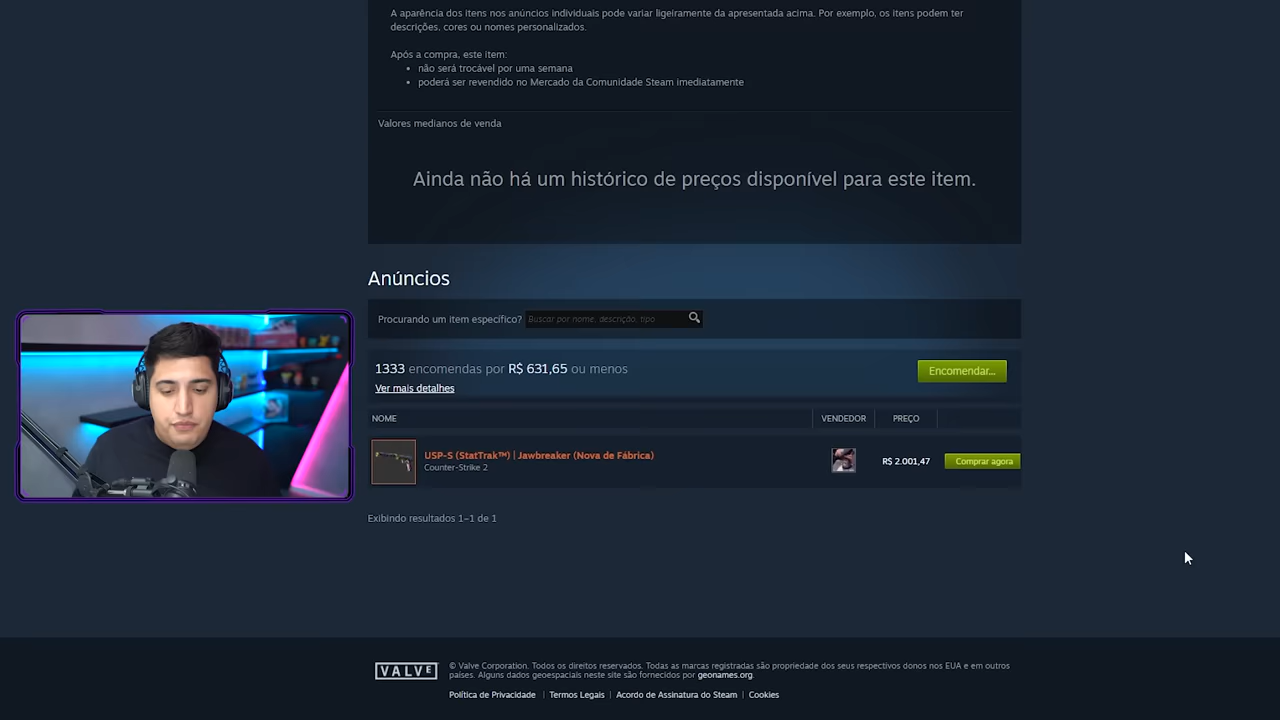 A aparência dos itens nos anúncios individuais pode variar ligeiramente da apresentada acima. Por exemplo, os itens podem ter
descrições, cores ou nomes personalizados.
Após a compra, este item:
• não será trocável por uma semana
• poderá ser revendido no Mercado da Comunidade Steam imediatamente
Valores medianos de venda
Ainda não há um histórico de preços disponível para este item.
Anúncios
Procurando um item específico? Buscar por nome, descrição, tipo
1333 encomendas por R$ 631,65 ou menos
Encomendar...
Ver mais detalhes
NOME VENDEDOR PREÇO
USP-S (StatTrak™) | Jawbreaker (Nova de Fábrica)
Counter-Strike 2
R$ 2.001,47 Comprar agora
Exibindo resultados 1–1 de 1
VALVE
© Valve Corporation. Todos os direitos reservados. Todas as marcas registradas são propriedade dos seus respectivos donos nos EUA e em outros
países. Alguns dados geoespaciais neste site são fornecidos por geonames.org.
Política de Privacidade | Termos Legais | Acordo de Assinatura do Steam | Cookies